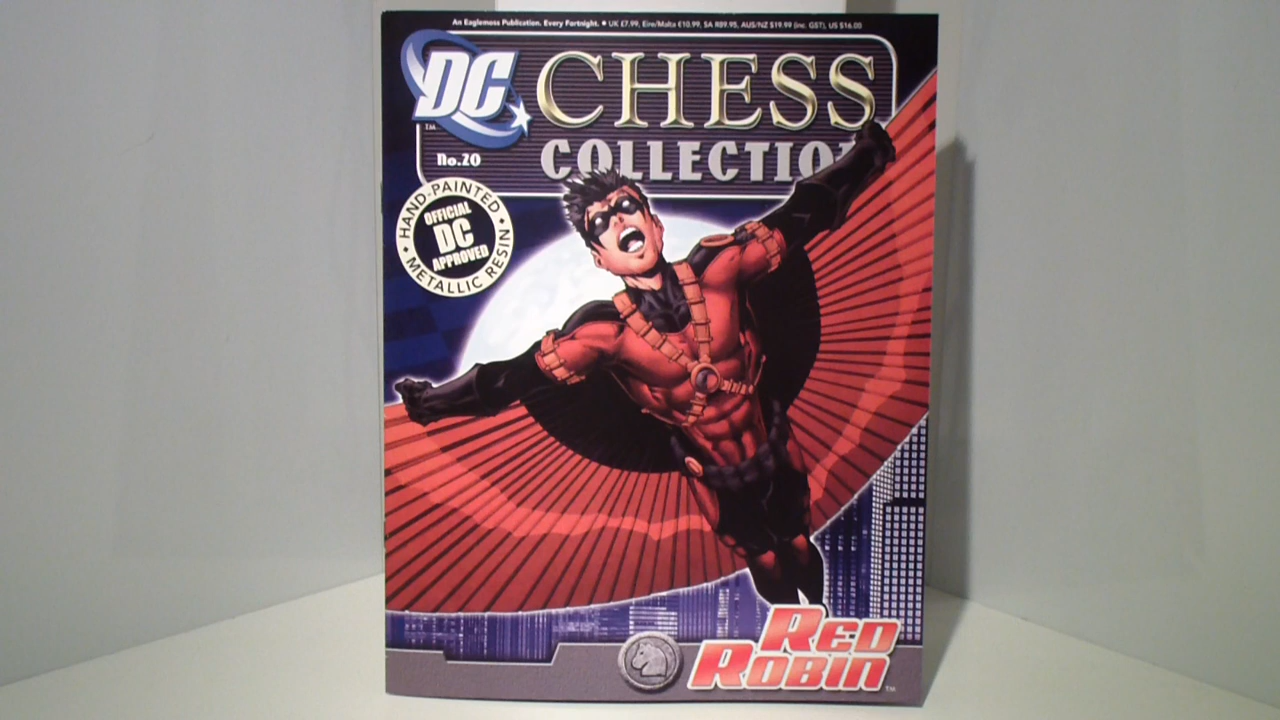 An Eaglemoss Publication. Every Fortnight. • UK £7.99, Eire/Malta €10.99, SA R89.95, AUS/NZ $19.99 (inc. GST), US $16.00
DC
TM
CHESS
COLLECTIO
No.20
HAND-PAINTED
OFFICIAL
DC
APPROVED
METALLIC RESIN
RED
ROBIN
TM